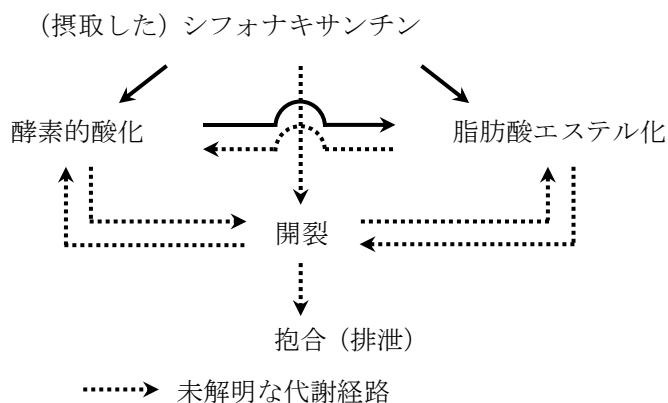 （摂取した）シフォナキサンチン
酵素的酸化
脂肪酸エステル化
開裂
抱合（排泄）
未解明な代謝経路